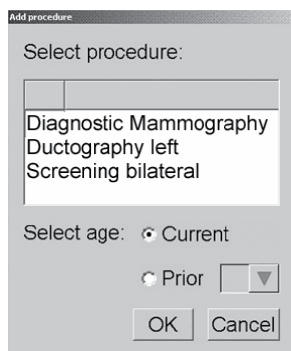 Add procedure
Select procedure:
Diagnostic Mammography
Ductography left
Screening bilateral
Select age: Current
Prior
OK Cancel